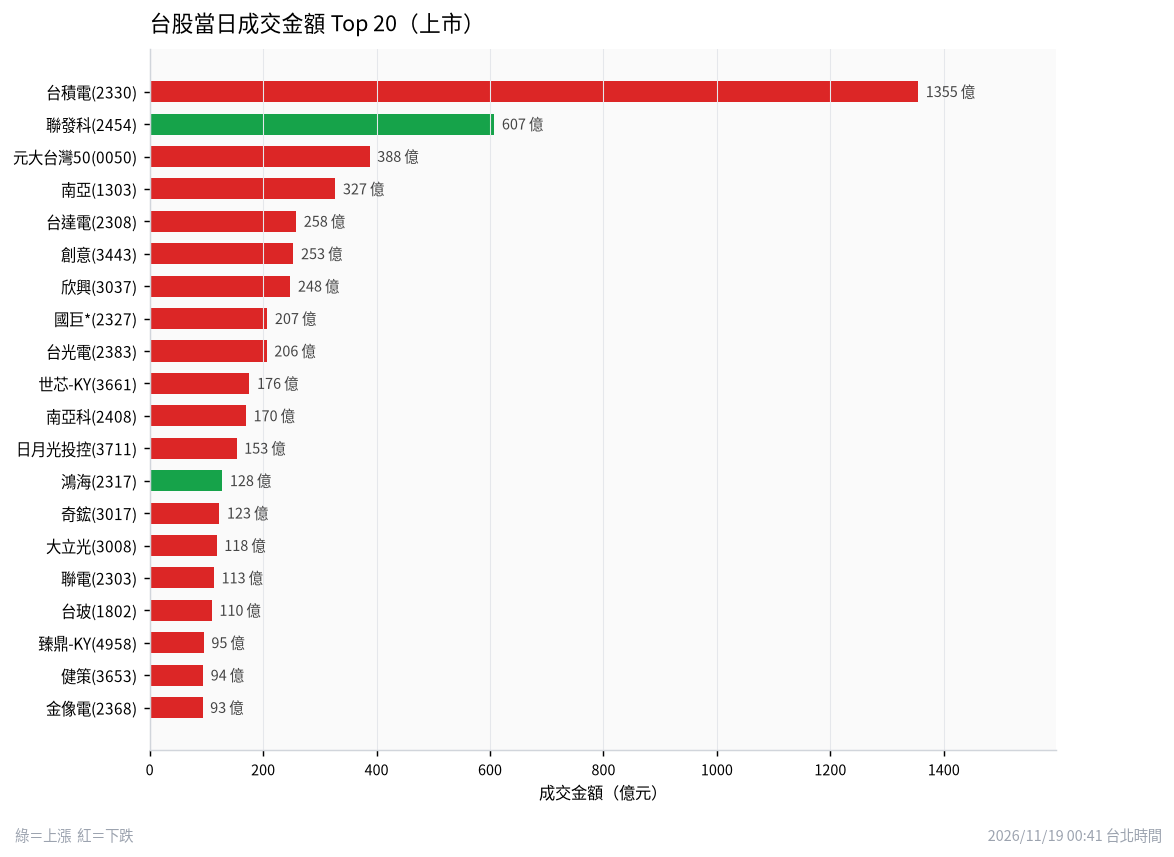 台股當日成交金額 Top 20（上市）
台積電(2330) 1355 億
聯發科(2454) 607 億
元大台灣50(0050) 388 億
南亞(1303) 327 億
台達電(2308) 258 億
創意(3443) 253 億
欣興(3037) 248 億
國巨*(2327) 207 億
台光電(2383) 206 億
世芯-KY(3661) 176 億
南亞科(2408) 170 億
日月光投控(3711) 153 億
鴻海(2317) 128 億
奇鋐(3017) 123 億
大立光(3008) 118 億
聯電(2303) 113 億
台玻(1802) 110 億
臻鼎-KY(4958) 95 億
健策(3653) 94 億
金像電(2368) 93 億
0 200 400 600 800 1000 1200 1400
成交金額（億元）
綠＝上漲 紅＝下跌
2026/11/19 00:41 台北時間